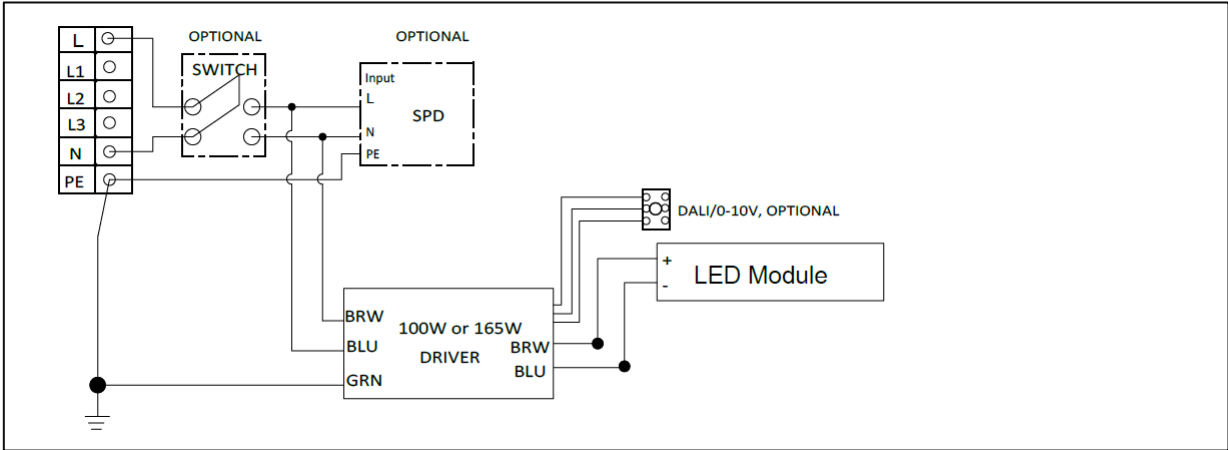 L
L1
L2
L3
N
PE
OPTIONAL
SWITCH
OPTIONAL
Input
L
N
PE
SPD
DALI/0-10V, OPTIONAL
+
-
LED Module
BRW
BLU
GRN
100W or 165W
DRIVER
BRW
BLU